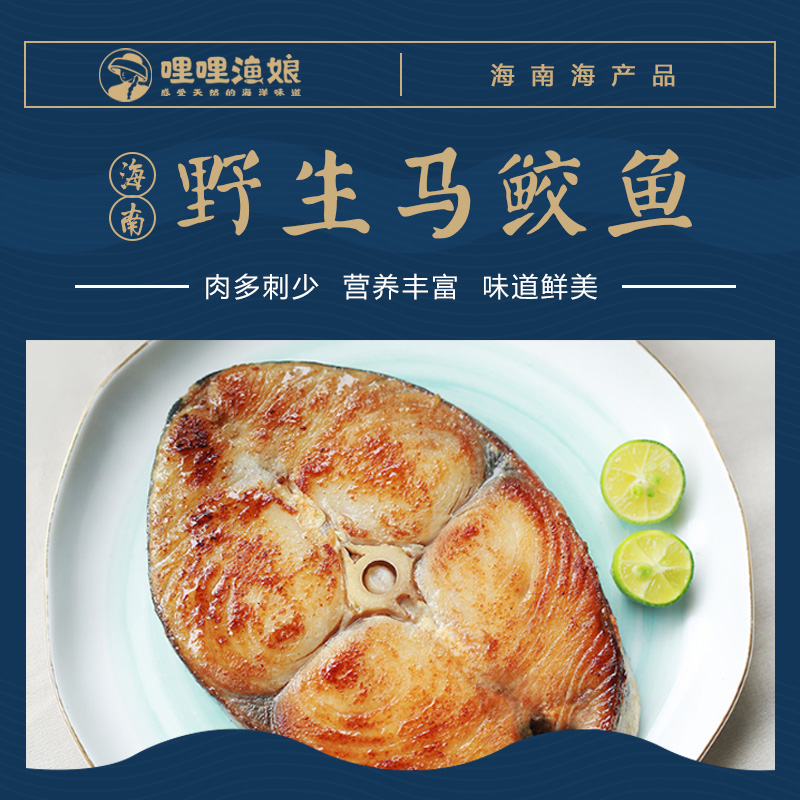 哩哩渔娘
感受天然的海洋味道
海南海产品
海南
野生马鲛鱼
肉多刺少 营养丰富 味道鲜美